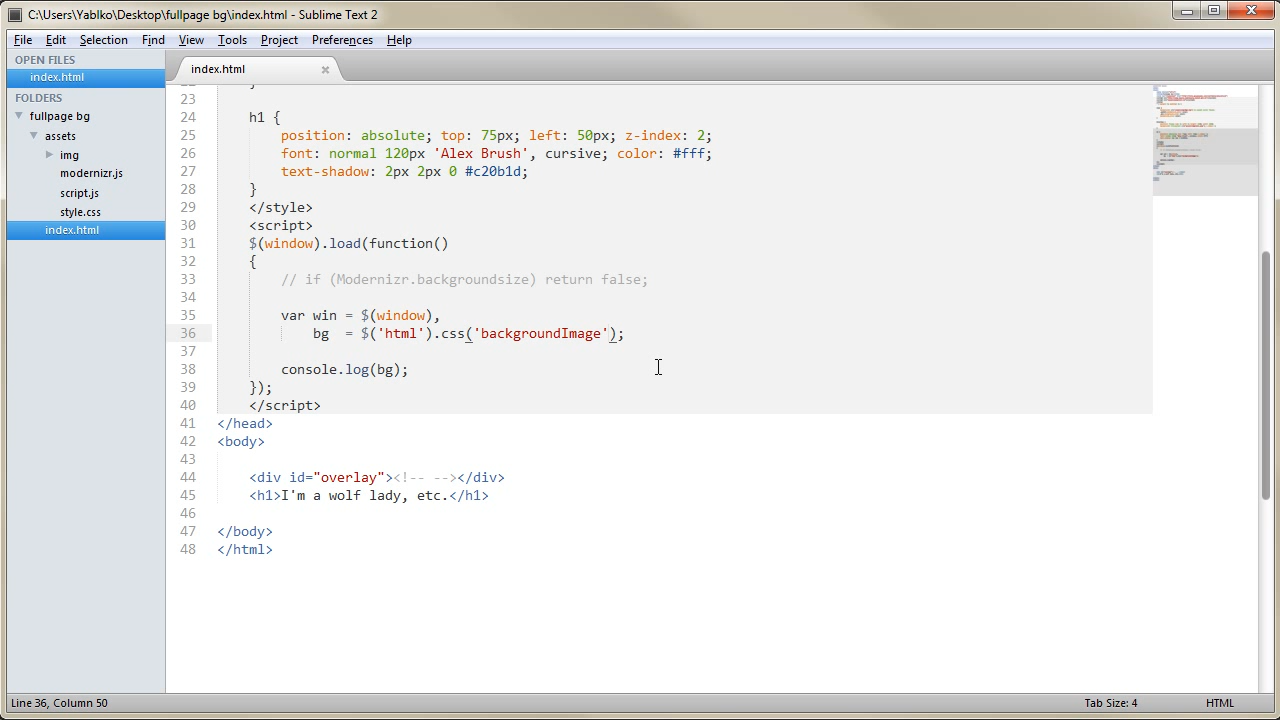 C:\Users\Yablko\Desktop\fullpage bg\index.html - Sublime Text 2
File Edit Selection Find View Tools Project Preferences Help
OPEN FILES
index.html
FOLDERS
fullpage bg
assets
img
modernizr.js
script.js
style.css
index.html
index.html
23
24 h1 {
25 position: absolute; top: 75px; left: 50px; z-index: 2;
26 font: normal 120px 'Alex Brush', cursive; color: #fff;
27 text-shadow: 2px 2px 0 #c20b1d;
28 }
29 </style>
30 <script>
31 $(window).load(function()
32 {
33 // if (Modernizr.backgroundsize) return false;
34
35 var win = $(window),
36 bg = $('html').css('backgroundImage');
37
38 console.log(bg);
39 });
40 </script>
41 </head>
42 <body>
43
44 <div id="overlay"><!-- --></div>
45 <h1>I'm a wolf lady, etc.</h1>
46
47 </body>
48 </html>
Line 36, Column 50
Tab Size: 4
HTML